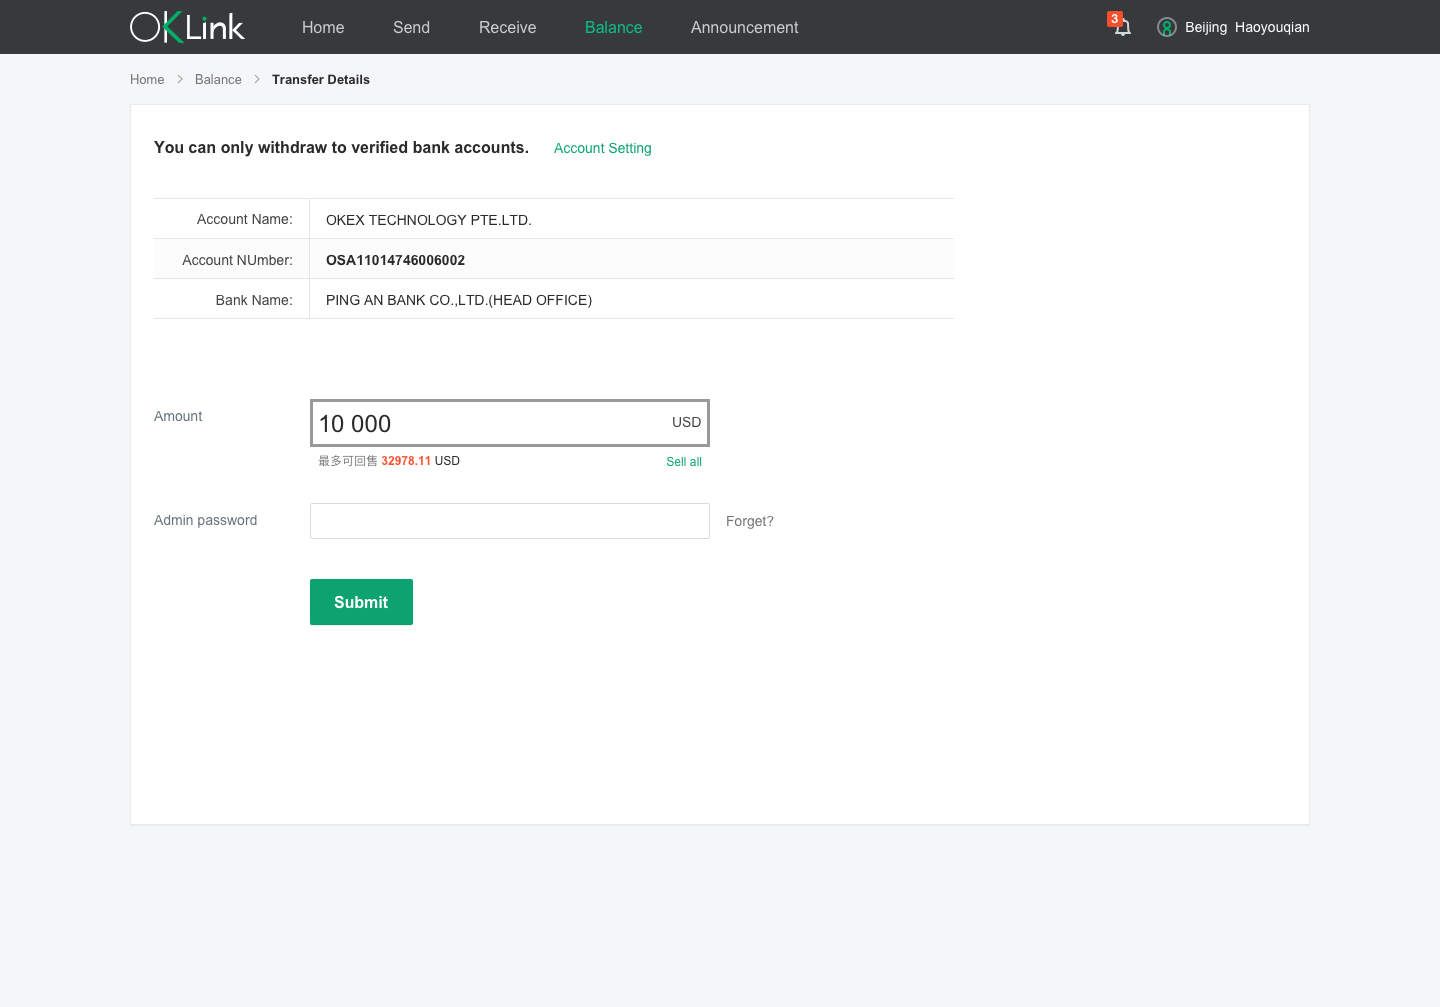 OKLink Home Send Receive Balance Announcement 3 Beijing Haoyouqian
Home Balance Transfer Details
You can only withdraw to verified bank accounts. Account Setting
Account Name: OKEX TECHNOLOGY PTE.LTD.
Account NUmber: OSA11014746006002
Bank Name: PING AN BANK CO.,LTD.(HEAD OFFICE)
Amount 10 000 USD
最多可回售 32978.11 USD Sell all
Admin password Forget?
Submit